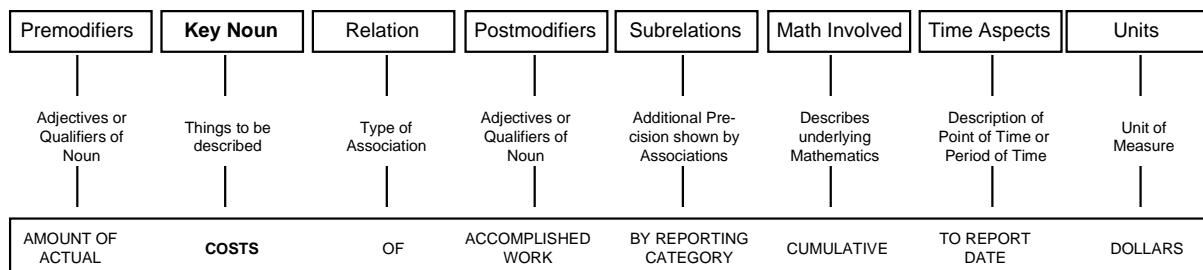 Premodifiers Key Noun Relation Postmodifiers Subrelations Math Involved Time Aspects Units
Adjectives or
Qualifiers of
Noun
Things to be
described
Type of
Association
Adjectives or
Qualifiers of
Noun
Additional Pre-
cision shown by
Associations
Describes
underlying
Mathematics
Description of
Point of Time or
Period of Time
Unit of
Measure
AMOUNT OF
ACTUAL
COSTS
OF
ACCOMPLISHED
WORK
BY REPORTING
CATEGORY
CUMULATIVE
TO REPORT
DATE
DOLLARS